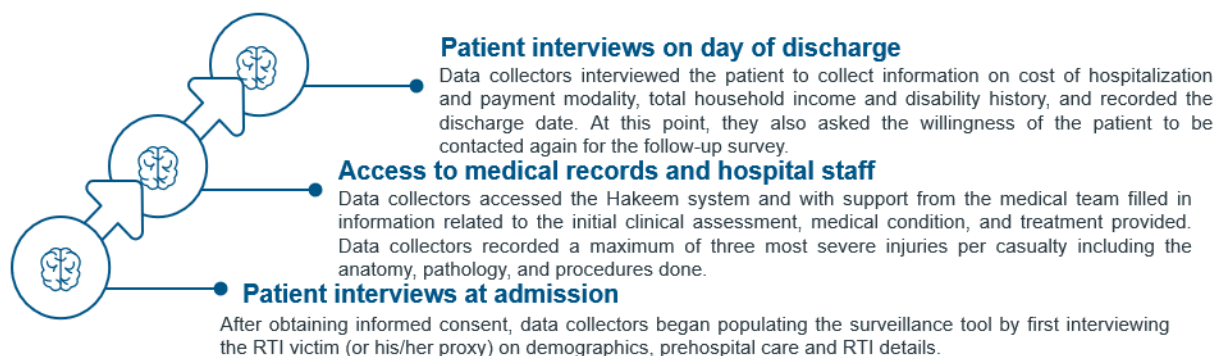 Patient interviews on day of discharge
Data collectors interviewed the patient to collect information on cost of hospitalization
and payment modality, total household income and disability history, and recorded the
discharge date. At this point, they also asked the willingness of the patient to be
contacted again for the follow-up survey.
Access to medical records and hospital staff
Data collectors accessed the Hakeem system and with support from the medical team filled in
information related to the initial clinical assessment, medical condition, and treatment provided.
Data collectors recorded a maximum of three most severe injuries per casualty including the
anatomy, pathology, and procedures done.
Patient interviews at admission
After obtaining informed consent, data collectors began populating the surveillance tool by first interviewing
the RTI victim (or his/her proxy) on demographics, prehospital care and RTI details.